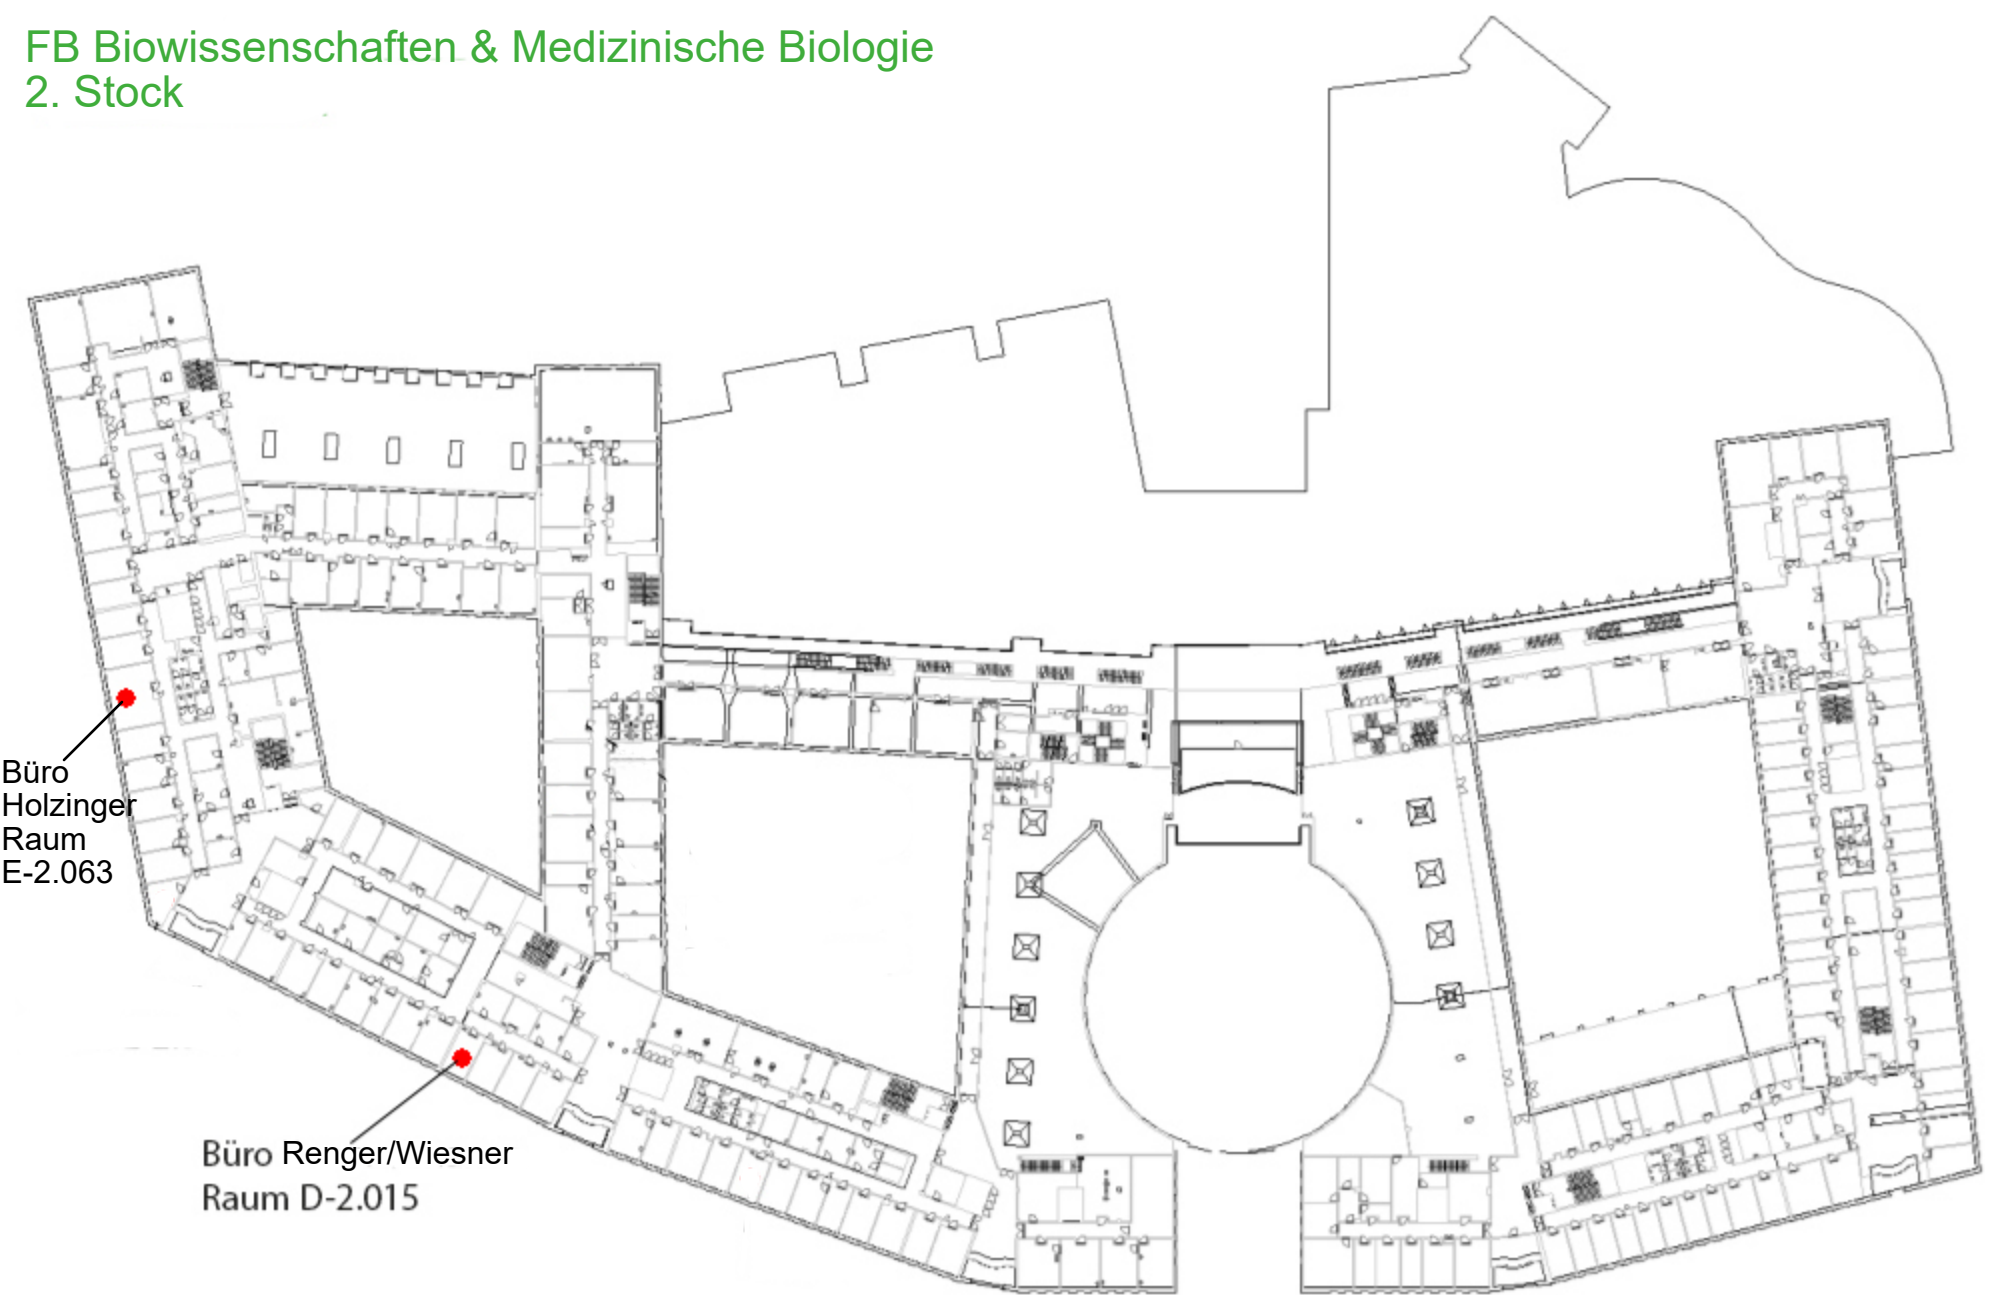 FB Biowissenschaften & Medizinische Biologie
2. Stock
Büro
Holzinger
Raum
E-2.063
Büro Renger/Wiesner
Raum D-2.015